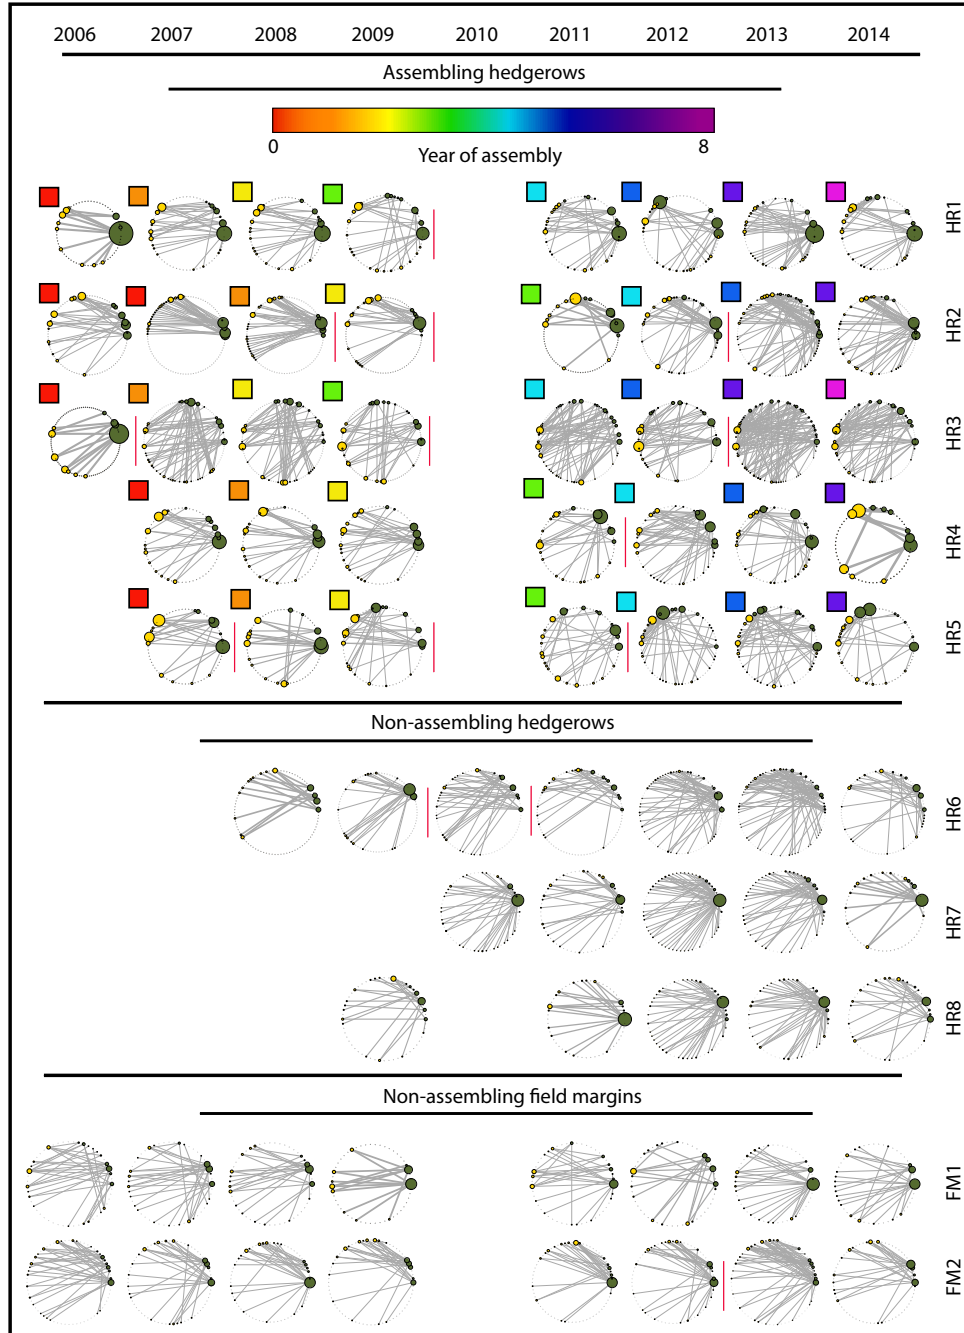 2006 2007 2008 2009 2010 2011 2012 2013 2014
Assembling hedgerows
0 8
Year of assembly
HR1
HR2
HR3
HR4
HR5
Non-assembling hedgerows
HR6
HR7
HR8
Non-assembling field margins
FM1
FM2